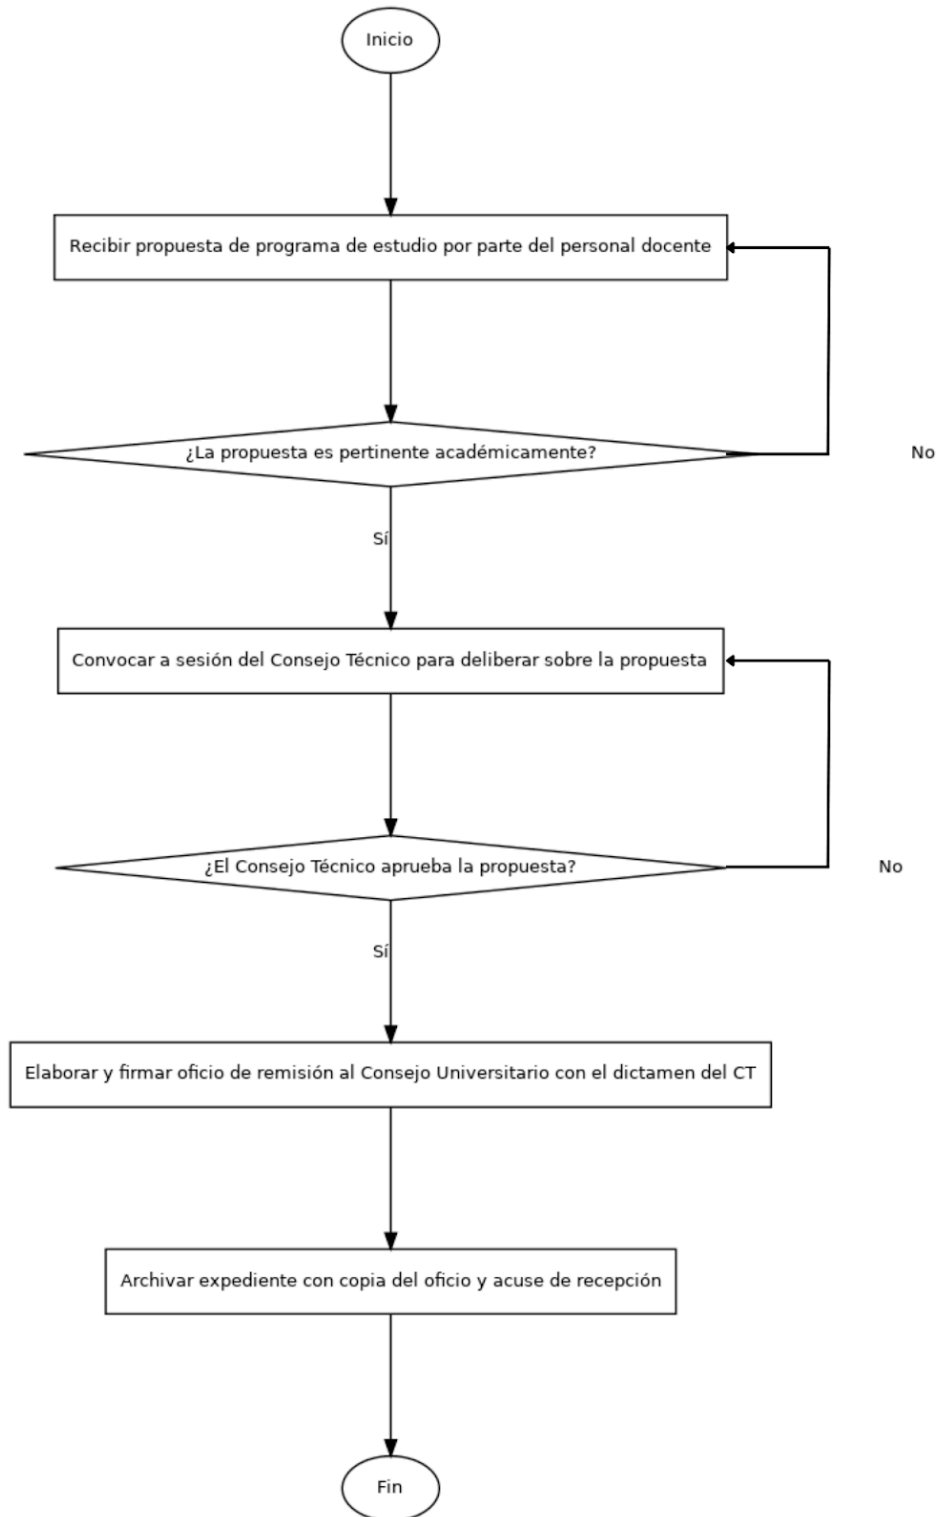 Inicio
Recibir propuesta de programa de estudio por parte del personal docente
¿La propuesta es pertinente académicamente?
No
Sí
Convocar a sesión del Consejo Técnico para deliberar sobre la propuesta
¿El Consejo Técnico aprueba la propuesta?
No
Sí
Elaborar y firmar oficio de remisión al Consejo Universitario con el dictamen del CT
Archivar expediente con copia del oficio y acuse de recepción
Fin